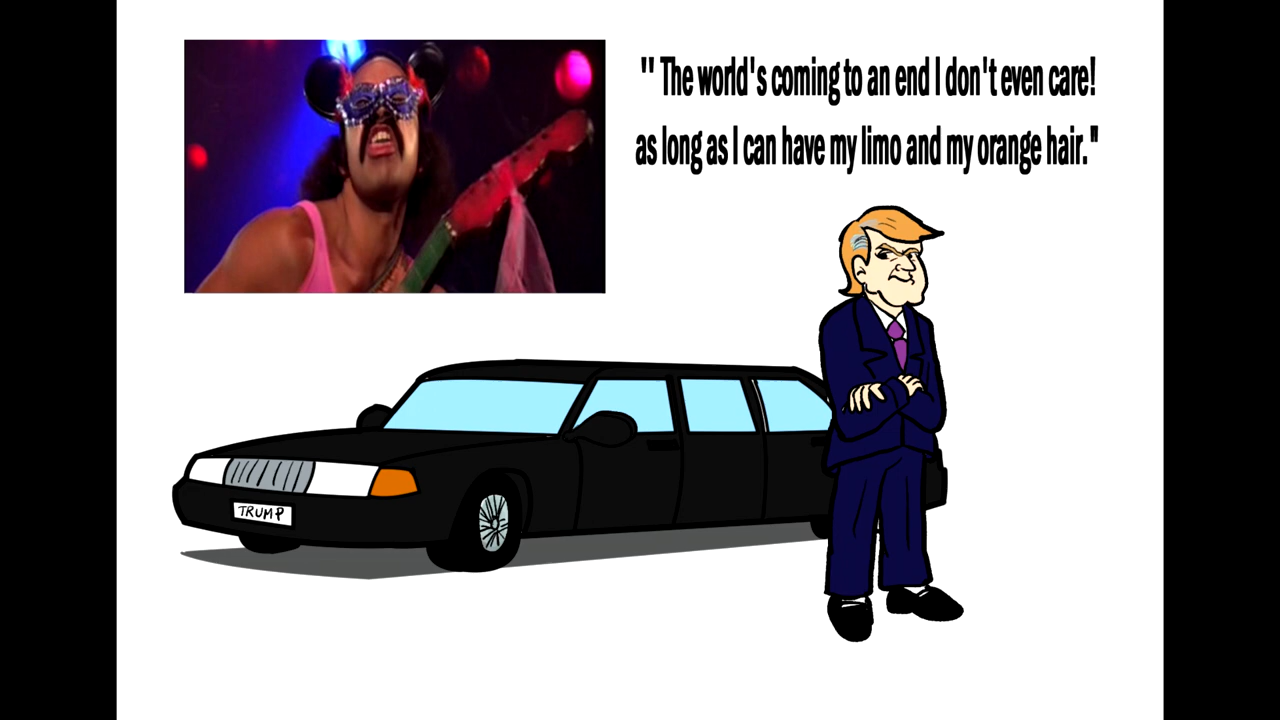 " The world's coming to an end I don't even care!
as long as I can have my limo and my orange hair."
TRUMP